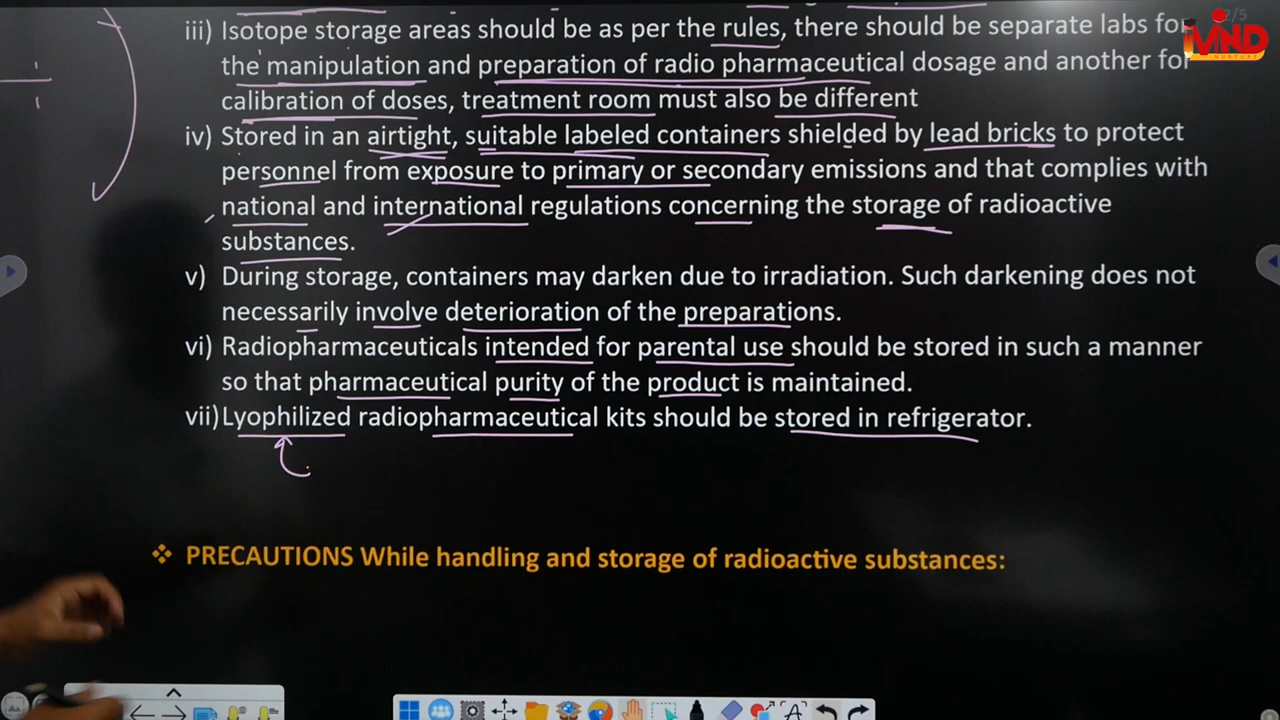 2/5
iii) Isotope storage areas should be as per the rules, there should be separate labs for
the manipulation and preparation of radio pharmaceutical dosage and another for
calibration of doses, treatment room must also be different
iv) Stored in an airtight, suitable labeled containers shielded by lead bricks to protect
personnel from exposure to primary or secondary emissions and that complies with
national and international regulations concerning the storage of radioactive
substances.
v) During storage, containers may darken due to irradiation. Such darkening does not
necessarily involve deterioration of the preparations.
vi) Radiopharmaceuticals intended for parental use should be stored in such a manner
so that pharmaceutical purity of the product is maintained.
vii) Lyophilized radiopharmaceutical kits should be stored in refrigerator.
❖ PRECAUTIONS While handling and storage of radioactive substances: